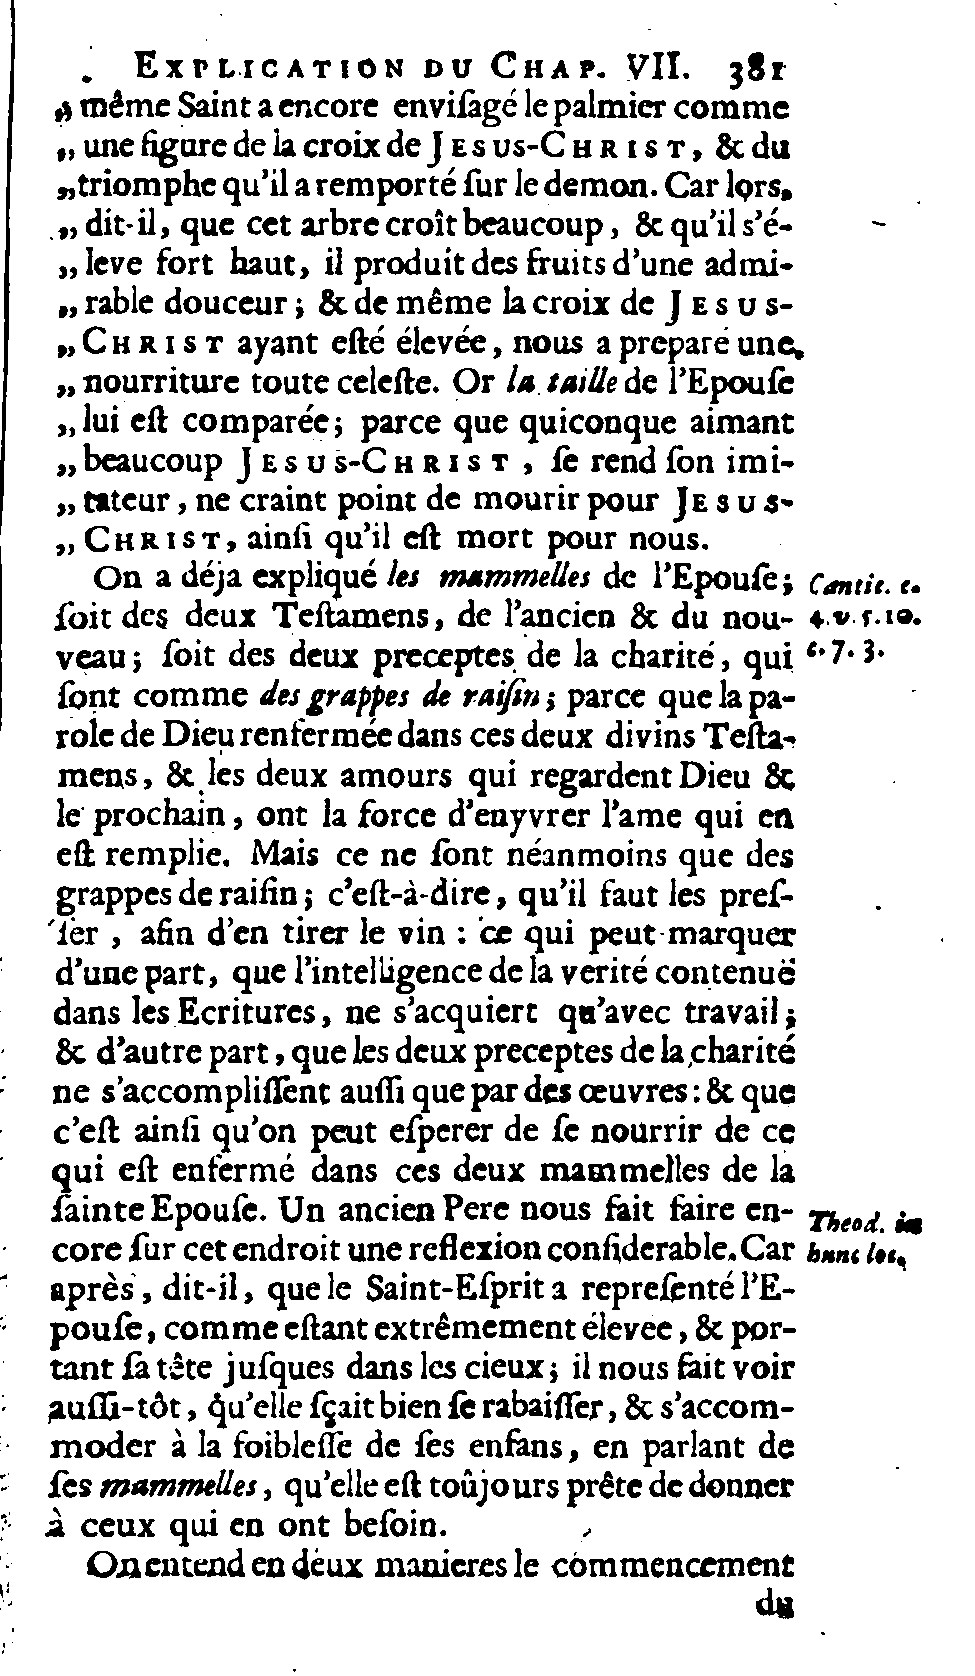 EXPLICATION DU CHAP. VII. 381
„ même Saint a encore enviſagé le palmier comme
„ une figure de la croix de JESUS-CHRIST, & du
„ triomphe qu'il a remporté ſur le demon. Car lors,
„ dit-il, que cet arbre croît beaucoup, & qu'il s'é-
„ leve fort haut, il produit des fruits d'une admi-
„ rable douceur; & de même la croix de JESUS-
„ CHRIST ayant eſté élevée, nous a preparé une
„ nourriture toute celeſte. Or la taille de l'Epouſe
„ lui eſt comparée; parce que quiconque aimant
„ beaucoup JESUS-CHRIST, ſe rend ſon imi-
„ tateur, ne craint point de mourir pour JESUS-
„ CHRIST, ainſi qu'il eſt mort pour nous.
On a déja expliqué les mammelles de l'Epouſe; Cantic. c.
ſoit des deux Teſtamens, de l'ancien & du nou- 4. v. 5. 10.
veau; ſoit des deux preceptes de la charité, qui 7. 3.
ſont comme des grappes de raiſin; parce que la pa-
role de Dieu renfermée dans ces deux divins Teſta-
mens, & les deux amours qui regardent Dieu &
le prochain, ont la force d'enyvrer l'ame qui en
eſt remplie. Mais ce ne ſont néanmoins que des
grappes de raiſin; c'eſt-à-dire, qu'il faut les preſ-
ſer, afin d'en tirer le vin : ce qui peut marquer
d'une part, que l'intelligence de la verité contenuë
dans les Ecritures, ne s'acquiert qu'avec travail;
& d'autre part, que les deux preceptes de la charité
ne s'accompliſſent auſſi que par des œuvres: & que
c'eſt ainſi qu'on peut eſperer de ſe nourrir de ce
qui eſt enfermé dans ces deux mammelles de la
ſainte Epouſe. Un ancien Pere nous fait faire en- Theod. in
core ſur cet endroit une reflexion conſiderable. Car hunc loc.
après, dit-il, que le Saint-Eſprit a repreſenté l'E-
pouſe, comme eſtant extrêmement élevée, & por-
tant ſa tête juſques dans les cieux; il nous fait voir
auſſi-tôt, qu'elle ſçait bien ſe rabaiſſer, & s'accom-
moder à la foibleſſe de ſes enfans, en parlant de
ſes mammelles, qu'elle eſt toûjours prête de donner
à ceux qui en ont beſoin.
On entend en deux manieres le commencement
du